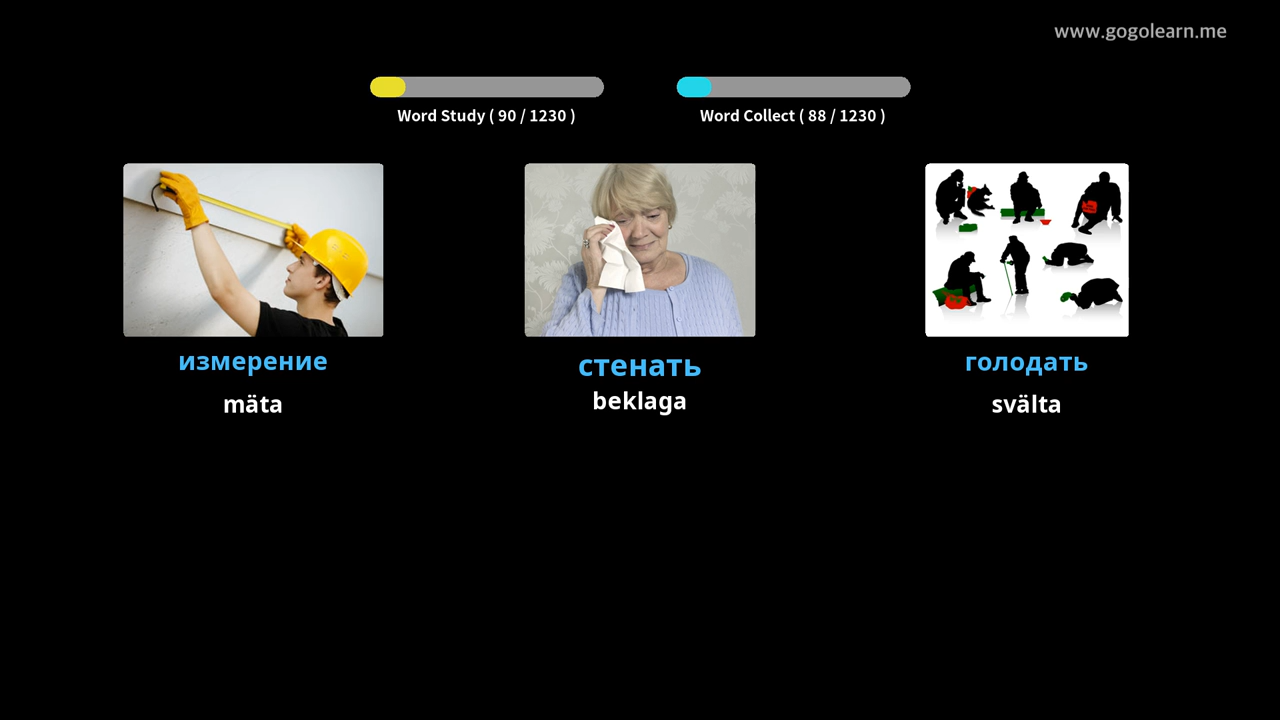 www.gogolearn.me
Word Study ( 90 / 1230 )
Word Collect ( 88 / 1230 )
измерение
mäta
стенать
beklaga
голодать
svälta